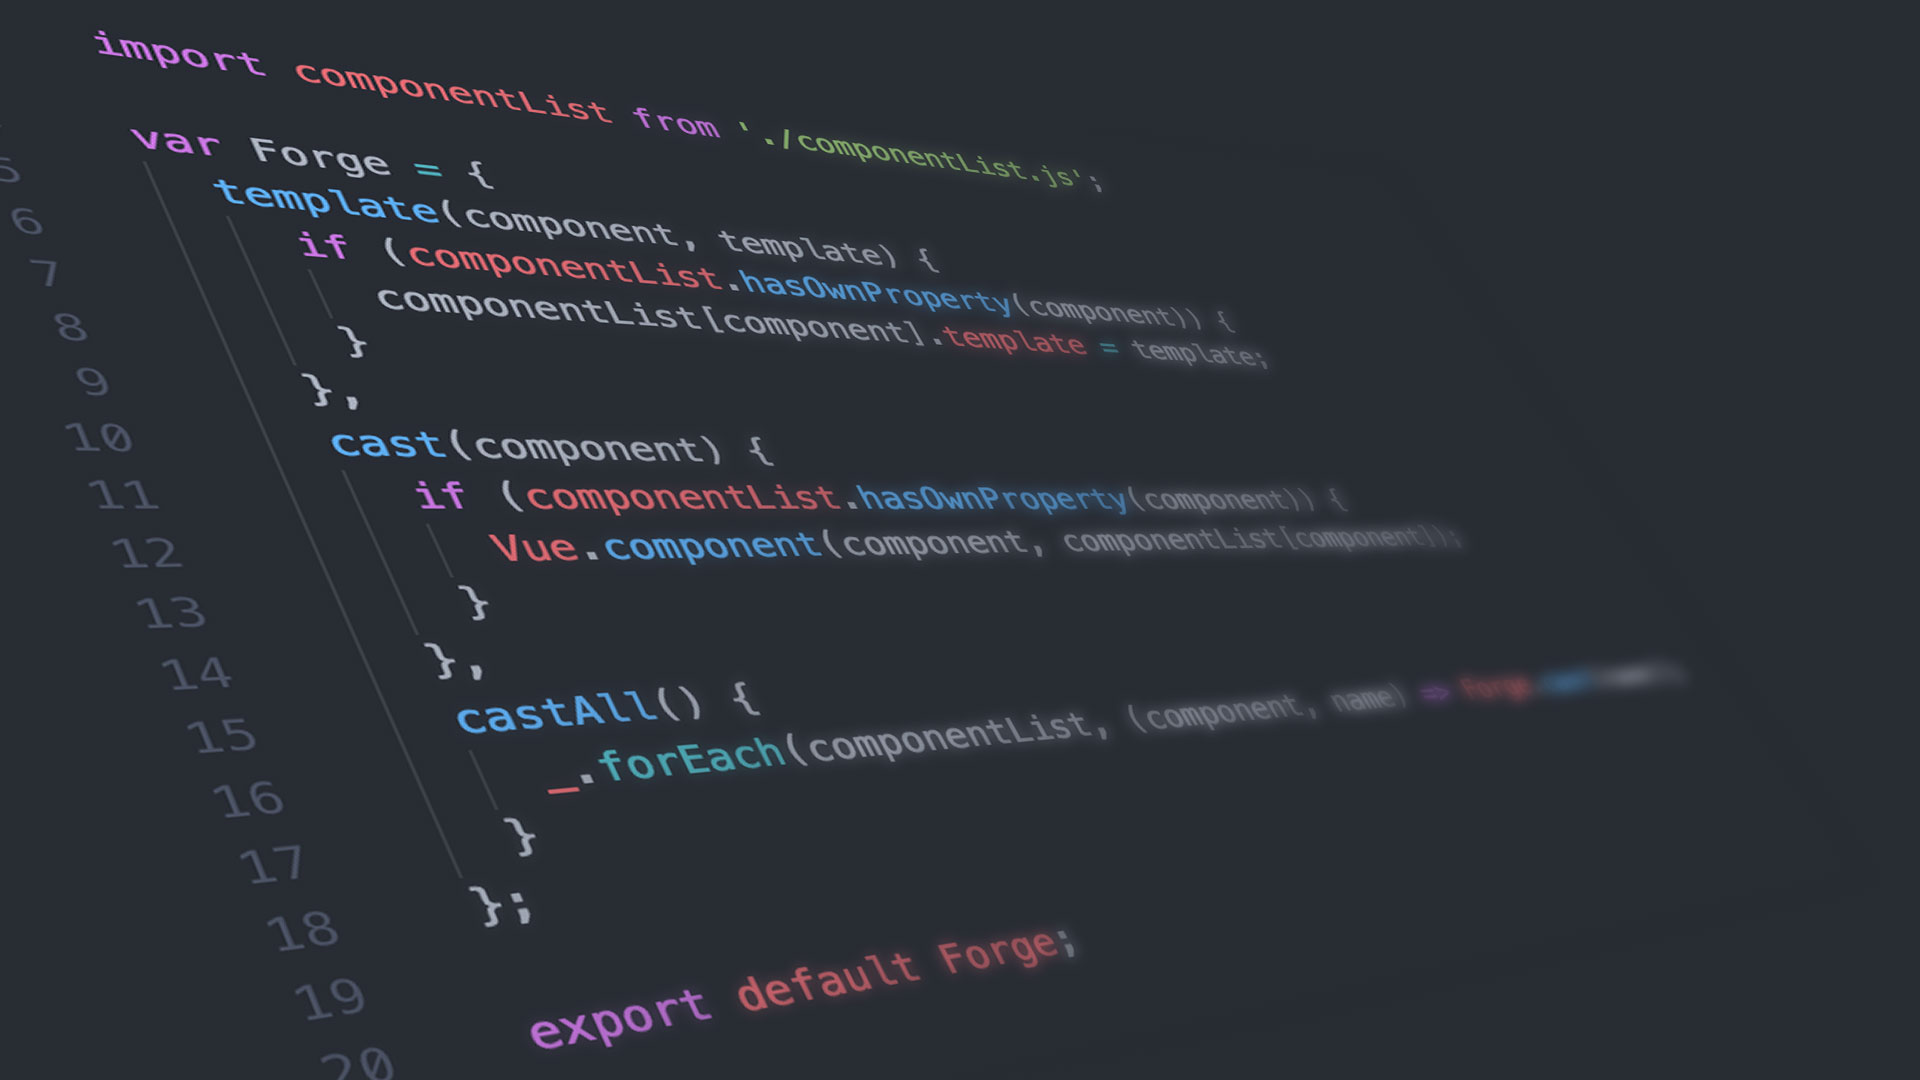 import componentList from './componentList.js';
var Forge = {
5 template(component, template) {
6 if (componentList.hasOwnProperty(component)) {
7 componentList[component].template = template;
8 }
9 },
10 cast(component) {
11 if (componentList.hasOwnProperty(component)) {
12 Vue.component(component, componentList[component]);
13 }
14 },
15 castAll() {
16 _.forEach(componentList, (component, name) => Forge.cast(name));
17 }
18 };
19
20 export default Forge;